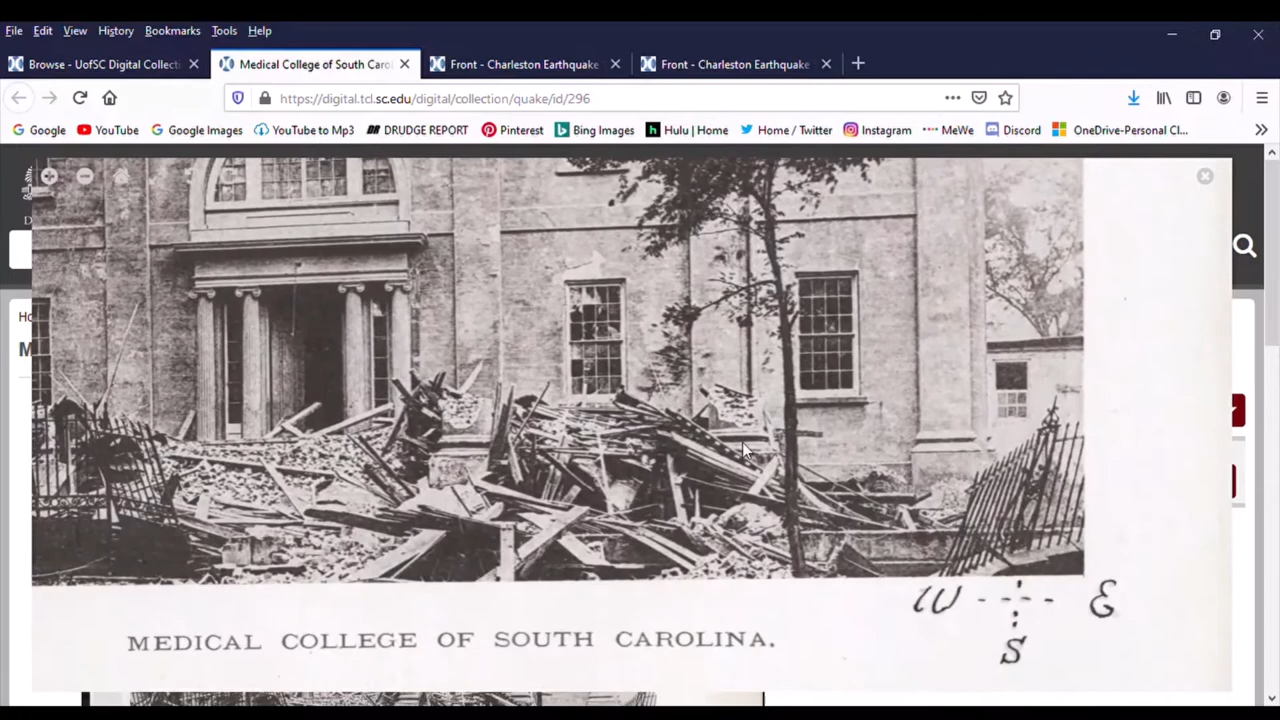 File Edit View History Bookmarks Tools Help
Browse - UofSC Digital Collecti
Medical College of South Carol
Front - Charleston Earthquake
Front - Charleston Earthquake
https://digital.tcl.sc.edu/digital/collection/quake/id/296
Google YouTube Google Images YouTube to Mp3 DRUDGE REPORT Pinterest Bing Images Hulu | Home Home / Twitter Instagram MeWe Discord OneDrive-Personal Cl...
D
Ho
M
W E
S
MEDICAL COLLEGE OF SOUTH CAROLINA.